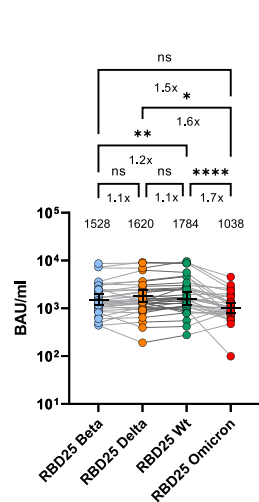 ns
1.5x
*
1.6x
**
1.2x
ns ns ****
1.1x 1.1x 1.7x
10⁵
1528 1620 1784 1038
10⁴
10³
10²
10¹
BAU/ml
RBD25 Beta
RBD25 Delta
RBD25 Wt
RBD25 Omicron